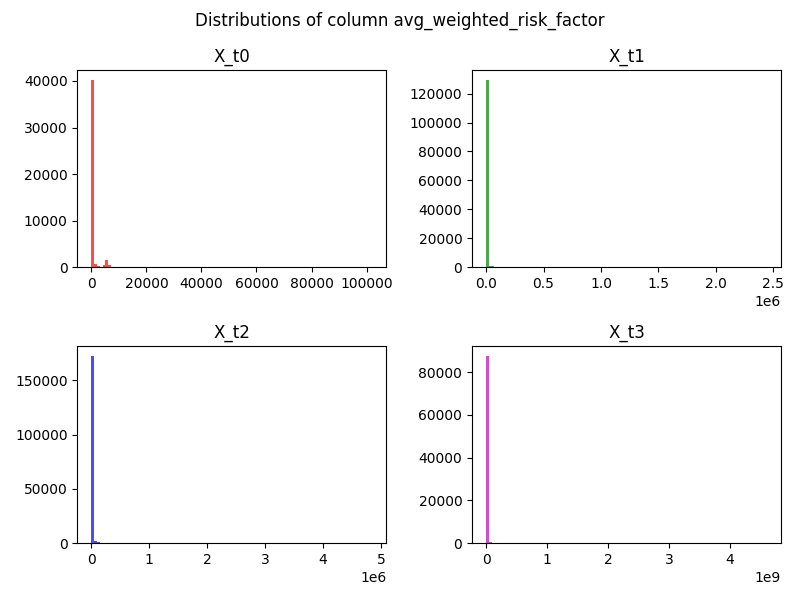 Distributions of column avg_weighted_risk_factor
X_t0
40000
30000
20000
10000
0
0 20000 40000 60000 80000 100000
X_t1
120000
100000
80000
60000
40000
20000
0
0.0 0.5 1.0 1.5 2.0 2.5
1e6
X_t2
150000
100000
50000
0
0 1 2 3 4 5
1e6
X_t3
80000
60000
40000
20000
0
0 1 2 3 4
1e9